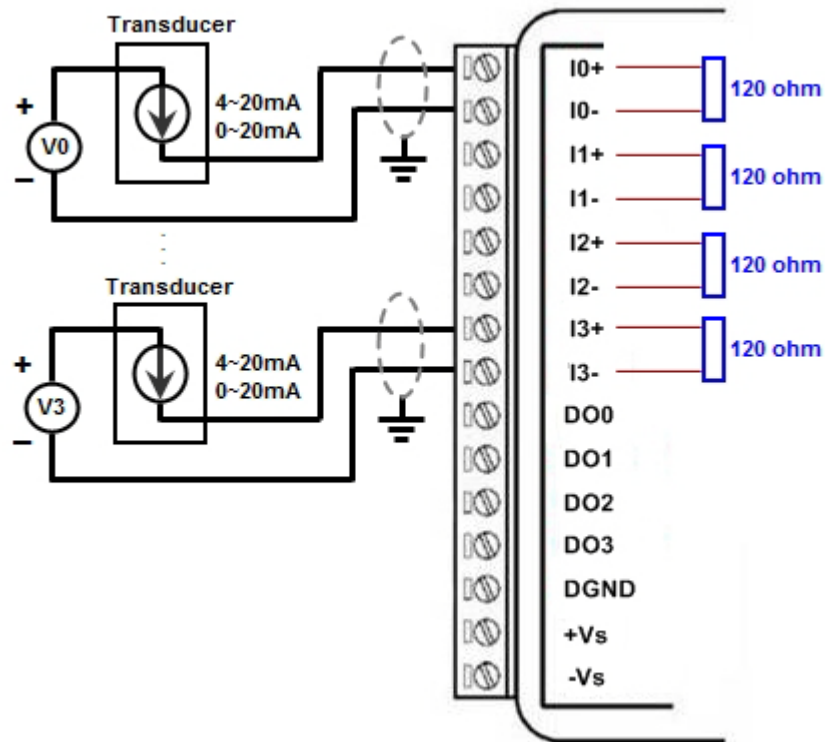 Transducer
+
V0
−
4~20mA
0~20mA
Transducer
+
V3
−
4~20mA
0~20mA
I0+
I0-
120 ohm
I1+
I1-
120 ohm
I2+
I2-
120 ohm
I3+
I3-
120 ohm
DO0
DO1
DO2
DO3
DGND
+Vs
-Vs